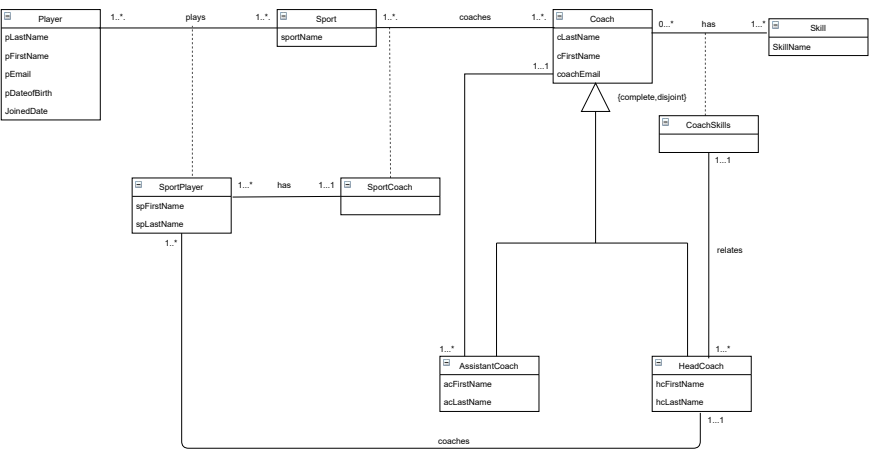 Player
pLastName
pFirstName
pEmail
pDateofBirth
JoinedDate
1..*.
plays
1..*.
Sport
sportName
1..*.
coaches
1..*.
Coach
cLastName
cFirstName
coachEmail
1...1
0...*
has
1...*
Skill
SkillName
{complete,disjoint}
CoachSkills
1...1
SportPlayer
spFirstName
spLastName
1...*
has
1...1
SportCoach
1..*
relates
1...*
AssistantCoach
acFirstName
acLastName
1...*
HeadCoach
hcFirstName
hcLastName
1...1
coaches